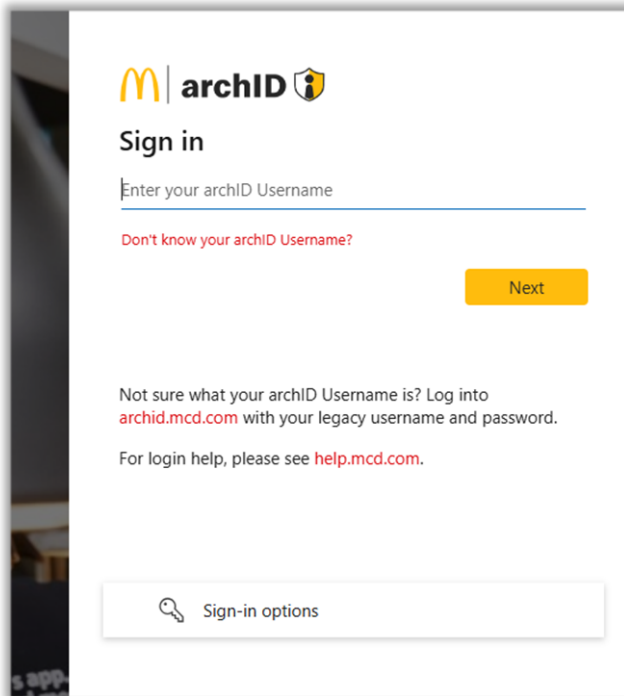 archID
Sign in
Enter your archID Username
Don't know your archID Username?
Next
Not sure what your archID Username is? Log into
archid.mcd.com with your legacy username and password.
For login help, please see help.mcd.com.
Sign-in options
s app.